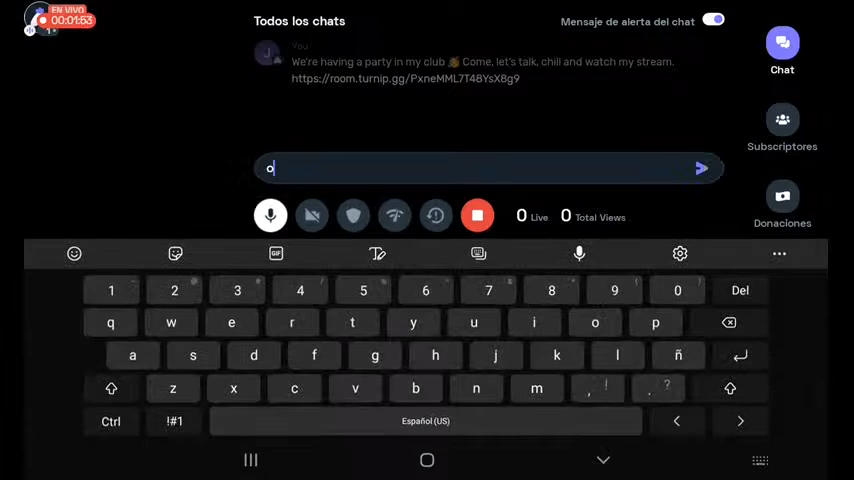 EN VIVO
00:01:53
Todos los chats
Mensaje de alerta del chat
J
You
We're having a party in my club 👋 Come, let's talk, chill and watch my stream.
https://room.turnip.gg/PxneMML7T48YsX8g9
Chat
Subscriptores
Donaciones
o
0 Live 0 Total Views
GIF
1 2 3 4 5 6 7 8 9 0 Del
q w e r t y u i o p
a s d f g h j k l ñ
z x c v b n m , ! . ?
Ctrl !#1 Español (US) < >